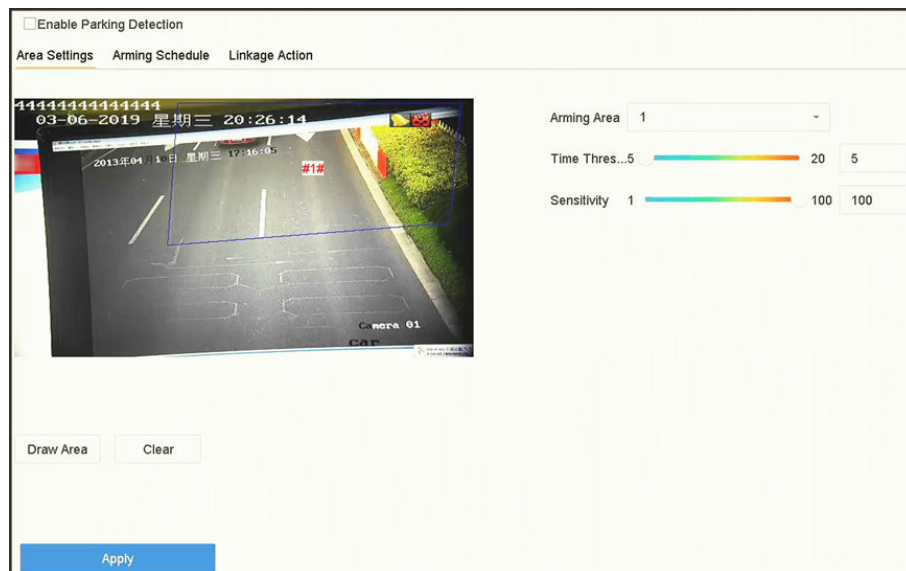 Enable Parking Detection
Area Settings Arming Schedule Linkage Action
44444444444444
03-06-2019 星期三 20:26:14
2013年04月10日 星期三 17:16:05
#1#
Camera 01
car
Arming Area 1
Time Thres...5 20 5
Sensitivity 1 100 100
Draw Area Clear
Apply